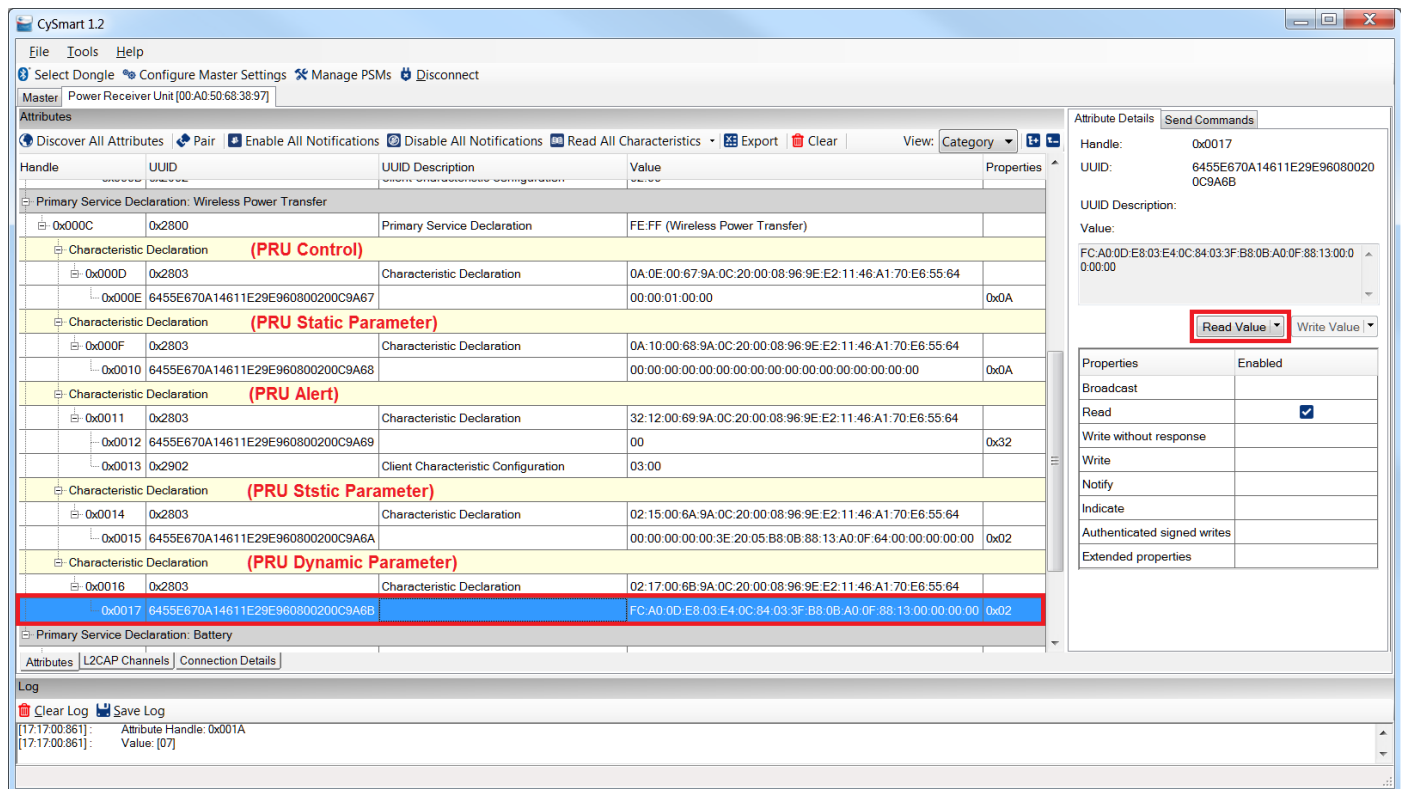 CySmart 1.2
File Tools Help
Select Dongle Configure Master Settings Manage PSMs Disconnect
Master Power Receiver Unit [00:A0:50:68:38:97]
Attributes
Discover All Attributes Pair Enable All Notifications Disable All Notifications Read All Characteristics Export Clear View: Category
Handle UUID UUID Description Value Properties
Client Characteristic Configuration
Primary Service Declaration: Wireless Power Transfer
0x000C 0x2800 Primary Service Declaration FE:FF (Wireless Power Transfer)
Characteristic Declaration (PRU Control)
0x000D 0x2803 Characteristic Declaration 0A:0E:00:67:9A:0C:20:00:08:96:9E:E2:11:46:A1:70:E6:55:64
0x000E 6455E670A14611E29E960800200C9A67 00:00:01:00:00 0x0A
Characteristic Declaration (PRU Static Parameter)
0x000F 0x2803 Characteristic Declaration 0A:10:00:68:9A:0C:20:00:08:96:9E:E2:11:46:A1:70:E6:55:64
0x0010 6455E670A14611E29E960800200C9A68 00:00:00:00:00:00:00:00:00:00:00:00:00:00:00:00:00 0x0A
Characteristic Declaration (PRU Alert)
0x0011 0x2803 Characteristic Declaration 32:12:00:69:9A:0C:20:00:08:96:9E:E2:11:46:A1:70:E6:55:64
0x0012 6455E670A14611E29E960800200C9A69 00 0x32
0x0013 0x2902 Client Characteristic Configuration 03:00
Characteristic Declaration (PRU Ststic Parameter)
0x0014 0x2803 Characteristic Declaration 02:15:00:6A:9A:0C:20:00:08:96:9E:E2:11:46:A1:70:E6:55:64
0x0015 6455E670A14611E29E960800200C9A6A 00:00:00:00:00:3E:20:05:B8:0B:88:13:A0:0F:64:00:00:00:00:00 0x02
Characteristic Declaration (PRU Dynamic Parameter)
0x0016 0x2803 Characteristic Declaration 02:17:00:6B:9A:0C:20:00:08:96:9E:E2:11:46:A1:70:E6:55:64
0x0017 6455E670A14611E29E960800200C9A6B FC:A0:0D:E8:03:E4:0C:84:03:3F:B8:0B:A0:0F:88:13:00:00:00:00 0x02
Primary Service Declaration: Battery
Attributes L2CAP Channels Connection Details
Attribute Details Send Commands
Handle: 0x0017
UUID: 6455E670A14611E29E96080020
0C9A6B
UUID Description:
Value:
FC:A0:0D:E8:03:E4:0C:84:03:3F:B8:0B:A0:0F:88:13:00:0
0:00:00
Read Value Write Value
Properties Enabled
Broadcast
Read
Write without response
Write
Notify
Indicate
Authenticated signed writes
Extended properties
Log
Clear Log Save Log
[17:17:00:861] : Attribute Handle: 0x001A
[17:17:00:861] : Value: [07]